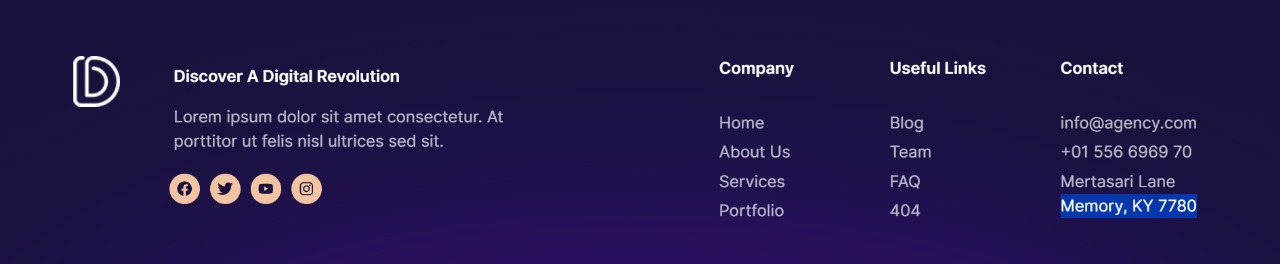 D
Discover A Digital Revolution
Lorem ipsum dolor sit amet consectetur. At
porttitor ut felis nisl ultrices sed sit.
Company
Home
About Us
Services
Portfolio
Useful Links
Blog
Team
FAQ
404
Contact
info@agency.com
+01 556 6969 70
Mertasari Lane
Memory, KY 7780